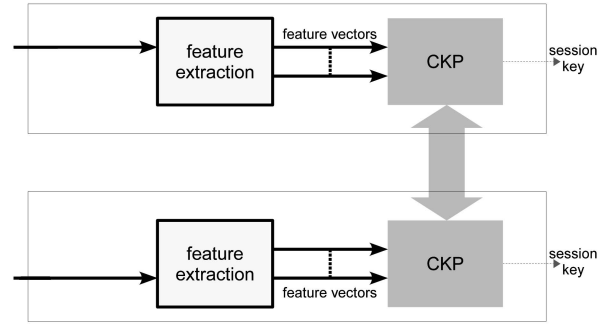 feature vectors
feature
extraction
CKP
session
key
feature
extraction
CKP
session
key
feature vectors